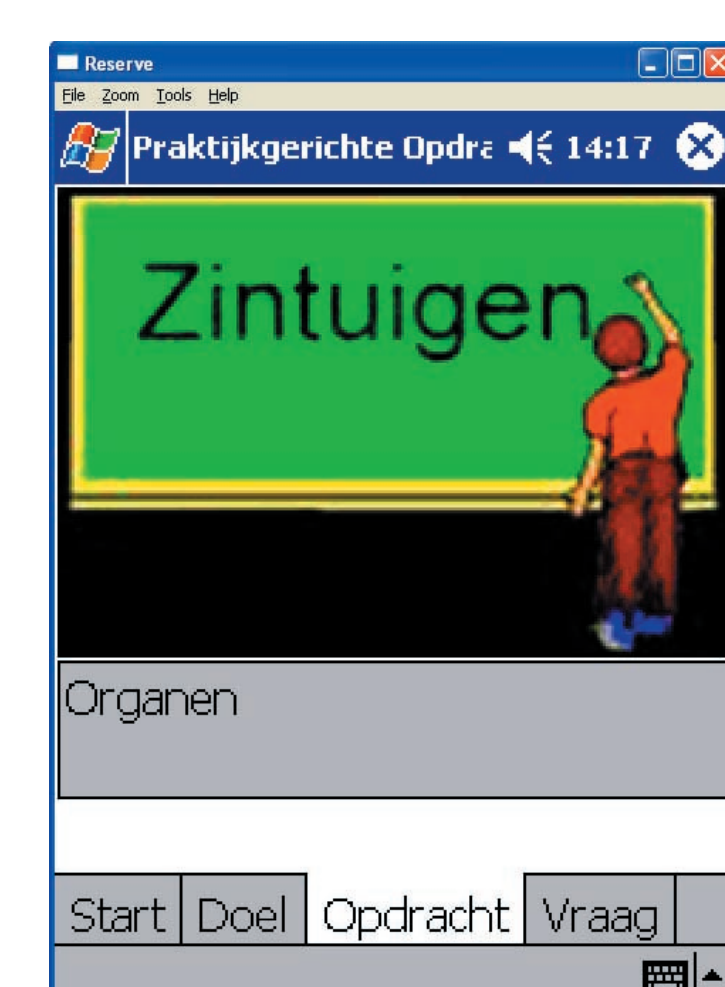 Reserve
File Zoom Tools Help
Praktijkgerichte Opdra 14:17
Zintuigen
Organen
Start Doel Opdracht Vraag